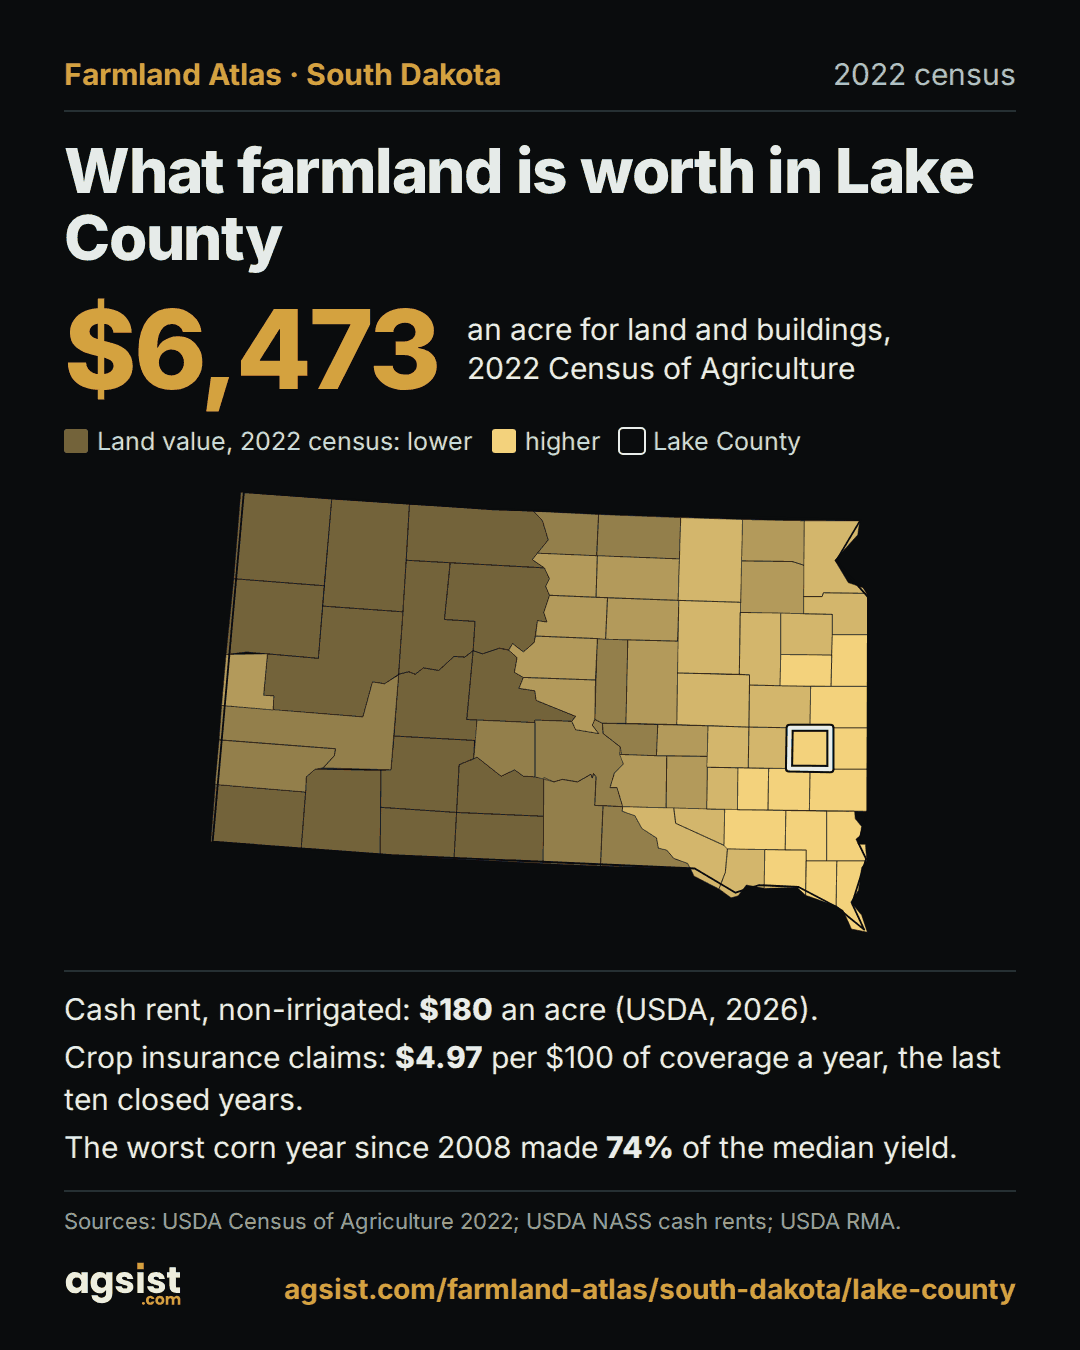 Farmland Atlas · South Dakota
2022 census
What farmland is worth in Lake
County
$6,473
an acre for land and buildings,
2022 Census of Agriculture
Land value, 2022 census: lower
higher
Lake County
Cash rent, non-irrigated: $180 an acre (USDA, 2026).
Crop insurance claims: $4.97 per $100 of coverage a year, the last
ten closed years.
The worst corn year since 2008 made 74% of the median yield.
Sources: USDA Census of Agriculture 2022; USDA NASS cash rents; USDA RMA.
agsist
.com
agsist.com/farmland-atlas/south-dakota/lake-county